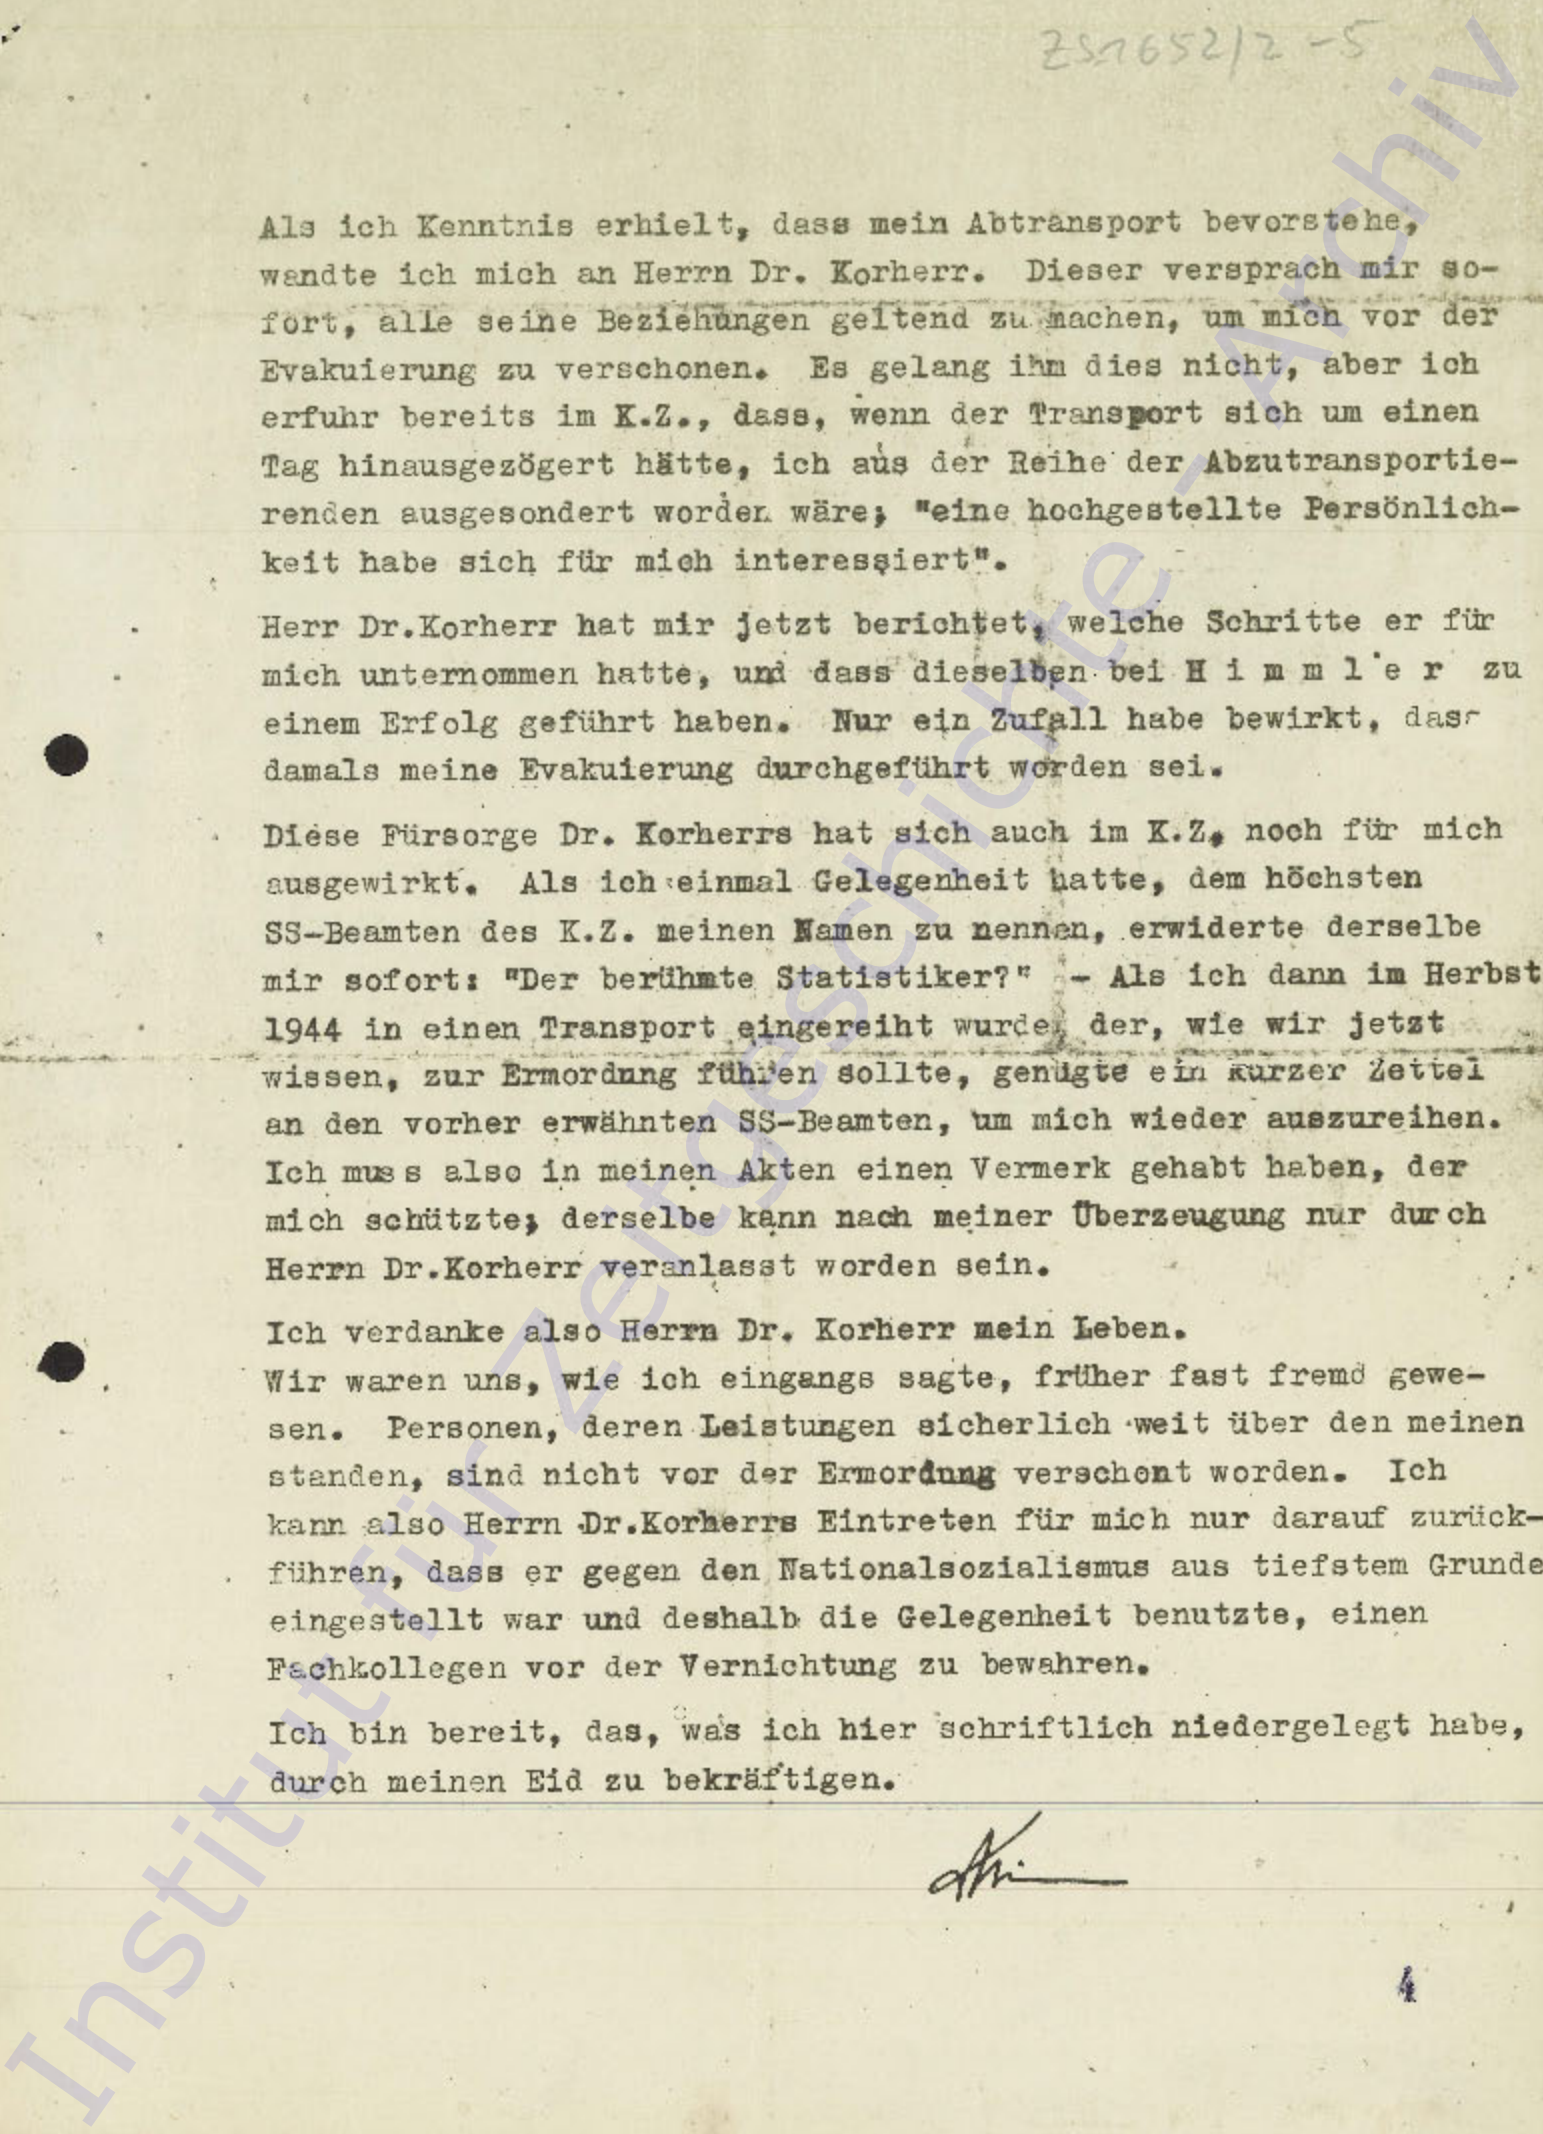 ZS-1652/2 -5
Als ich Kenntnis erhielt, dass mein Abtransport bevorstehe,
wandte ich mich an Herrn Dr. Korherr. Dieser versprach mir so-
fort, alle seine Beziehungen geltend zu machen, um mich vor der
Evakuierung zu verschonen. Es gelang ihm dies nicht, aber ich
erfuhr bereits im K.Z., dass, wenn der Transport sich um einen
Tag hinausgezögert hätte, ich aus der Reihe der Abzutransportie-
renden ausgesondert worden wäre; "eine hochgestellte Persönlich-
keit habe sich für mich interessiert".
Herr Dr.Korherr hat mir jetzt berichtet, welche Schritte er für
mich unternommen hatte, und dass dieselben bei H i m m l e r zu
einem Erfolg geführt haben. Nur ein Zufall habe bewirkt, dass
damals meine Evakuierung durchgeführt worden sei.
Diese Fürsorge Dr. Korherrs hat sich auch im K.Z. noch für mich
ausgewirkt. Als ich einmal Gelegenheit hatte, dem höchsten
SS-Beamten des K.Z. meinen Namen zu nennen, erwiderte derselbe
mir sofort: "Der berühmte Statistiker?" - Als ich dann im Herbst
1944 in einen Transport eingereiht wurde, der, wie wir jetzt
wissen, zur Ermordung führen sollte, genügte ein kurzer Zettel
an den vorher erwähnten SS-Beamten, um mich wieder auszureihen.
Ich muss also in meinen Akten einen Vermerk gehabt haben, der
mich schützte; derselbe kann nach meiner Überzeugung nur durch
Herrn Dr.Korherr veranlasst worden sein.
Ich verdanke also Herrn Dr. Korherr mein Leben.
Wir waren uns, wie ich eingangs sagte, früher fast fremd gewe-
sen. Personen, deren Leistungen sicherlich weit über den meinen
standen, sind nicht vor der Ermordung verschont worden. Ich
kann also Herrn Dr.Korherrs Eintreten für mich nur darauf zurück-
führen, dass er gegen den Nationalsozialismus aus tiefstem Grunde
eingestellt war und deshalb die Gelegenheit benutzte, einen
Fachkollegen vor der Vernichtung zu bewahren.
Ich bin bereit, das, was ich hier schriftlich niedergelegt habe,
durch meinen Eid zu bekräftigen.
4
Institut für Zeitgeschichte - Archiv